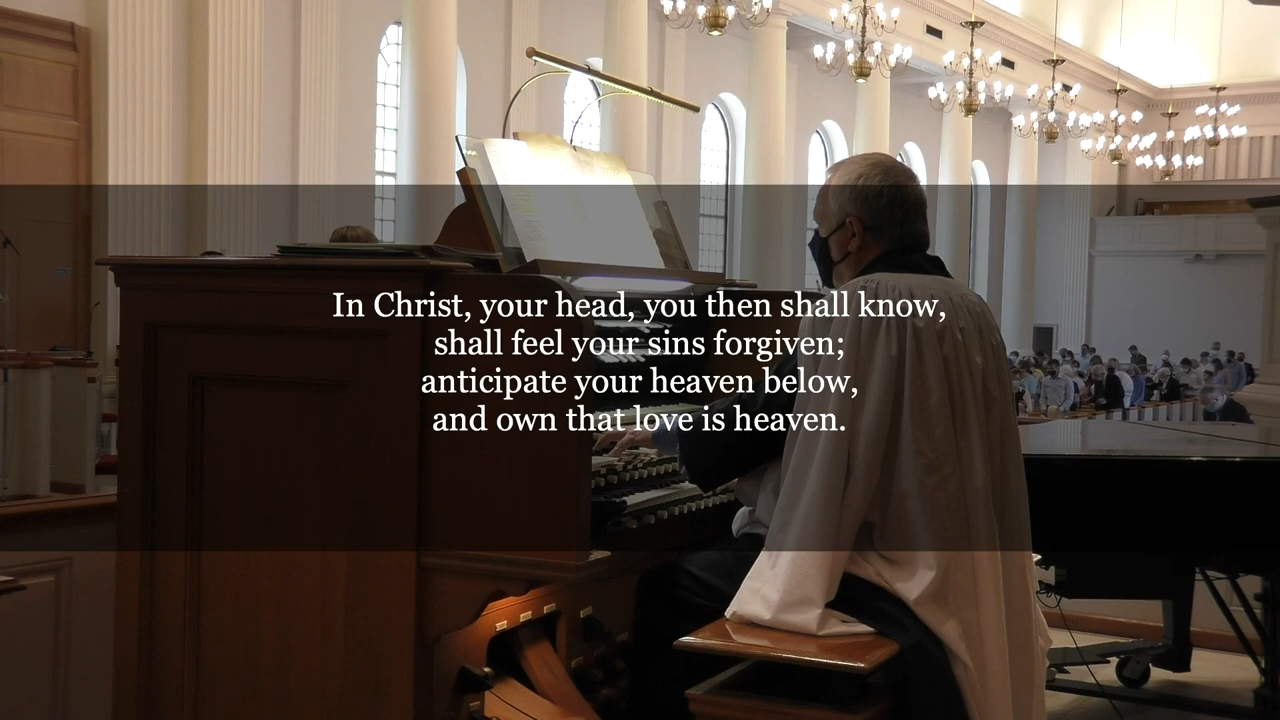 In Christ, your head, you then shall know,
shall feel your sins forgiven;
anticipate your heaven below,
and own that love is heaven.